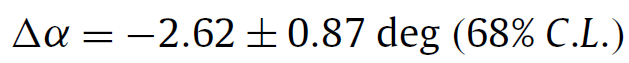 Δα = −2.62 ± 0.87 deg (68% C.L.)